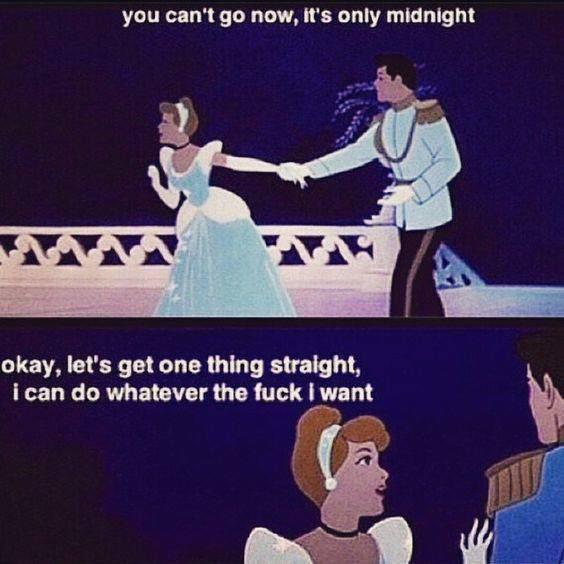 you can't go now, it's only midnight
okay, let's get one thing straight,
i can do whatever the fuck i want